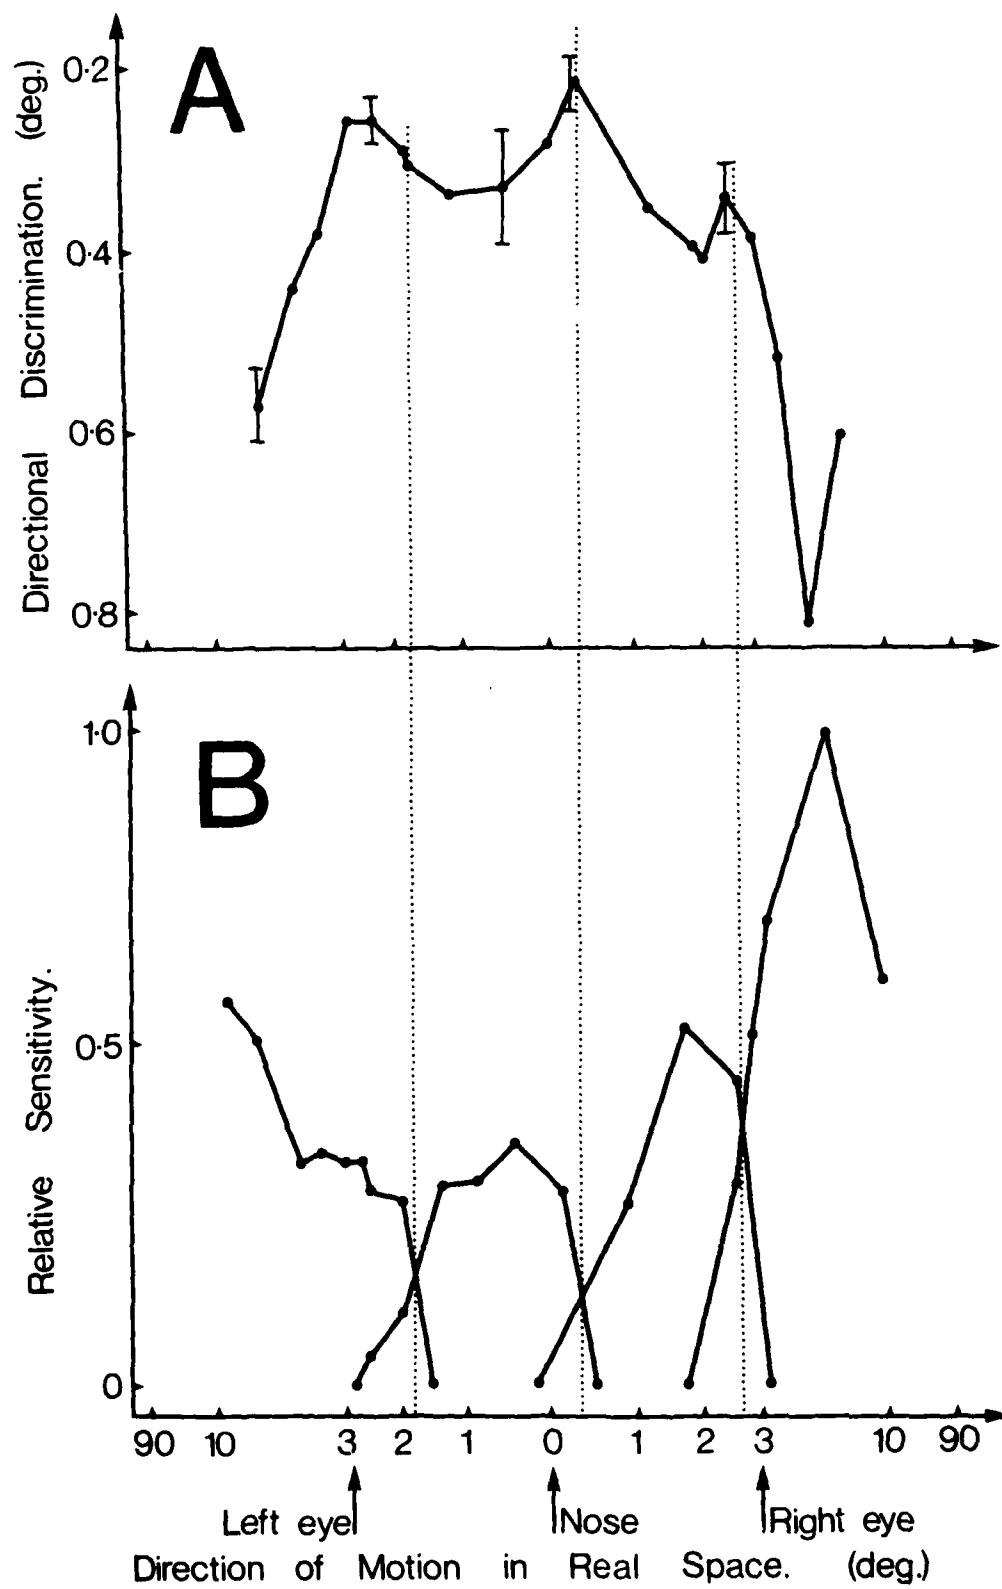 A
Directional Discrimination. (deg.)
0·2
0·4
0·6
0·8
B
Relative Sensitivity.
1·0
0·5
0
90 10 3 2 1 0 1 2 3 10 90
Left eye Nose Right eye
Direction of Motion in Real Space. (deg.)